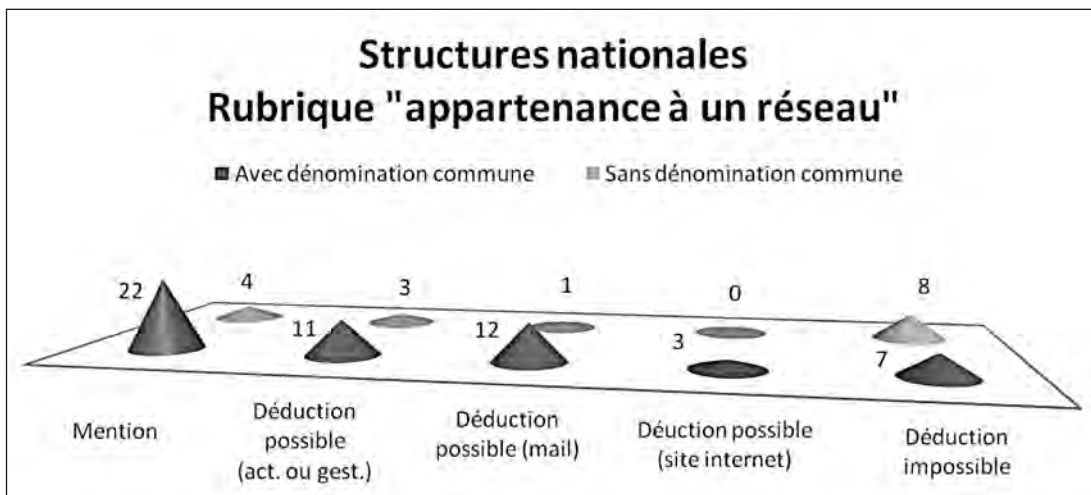 Structures nationales
Rubrique "appartenance à un réseau"
Avec dénomination commune
Sans dénomination commune
22
4
11
3
12
1
3
0
7
8
Mention
Déduction
possible
(act. ou gest.)
Déduction
possible (mail)
Déuction possible
(site internet)
Déduction
impossible